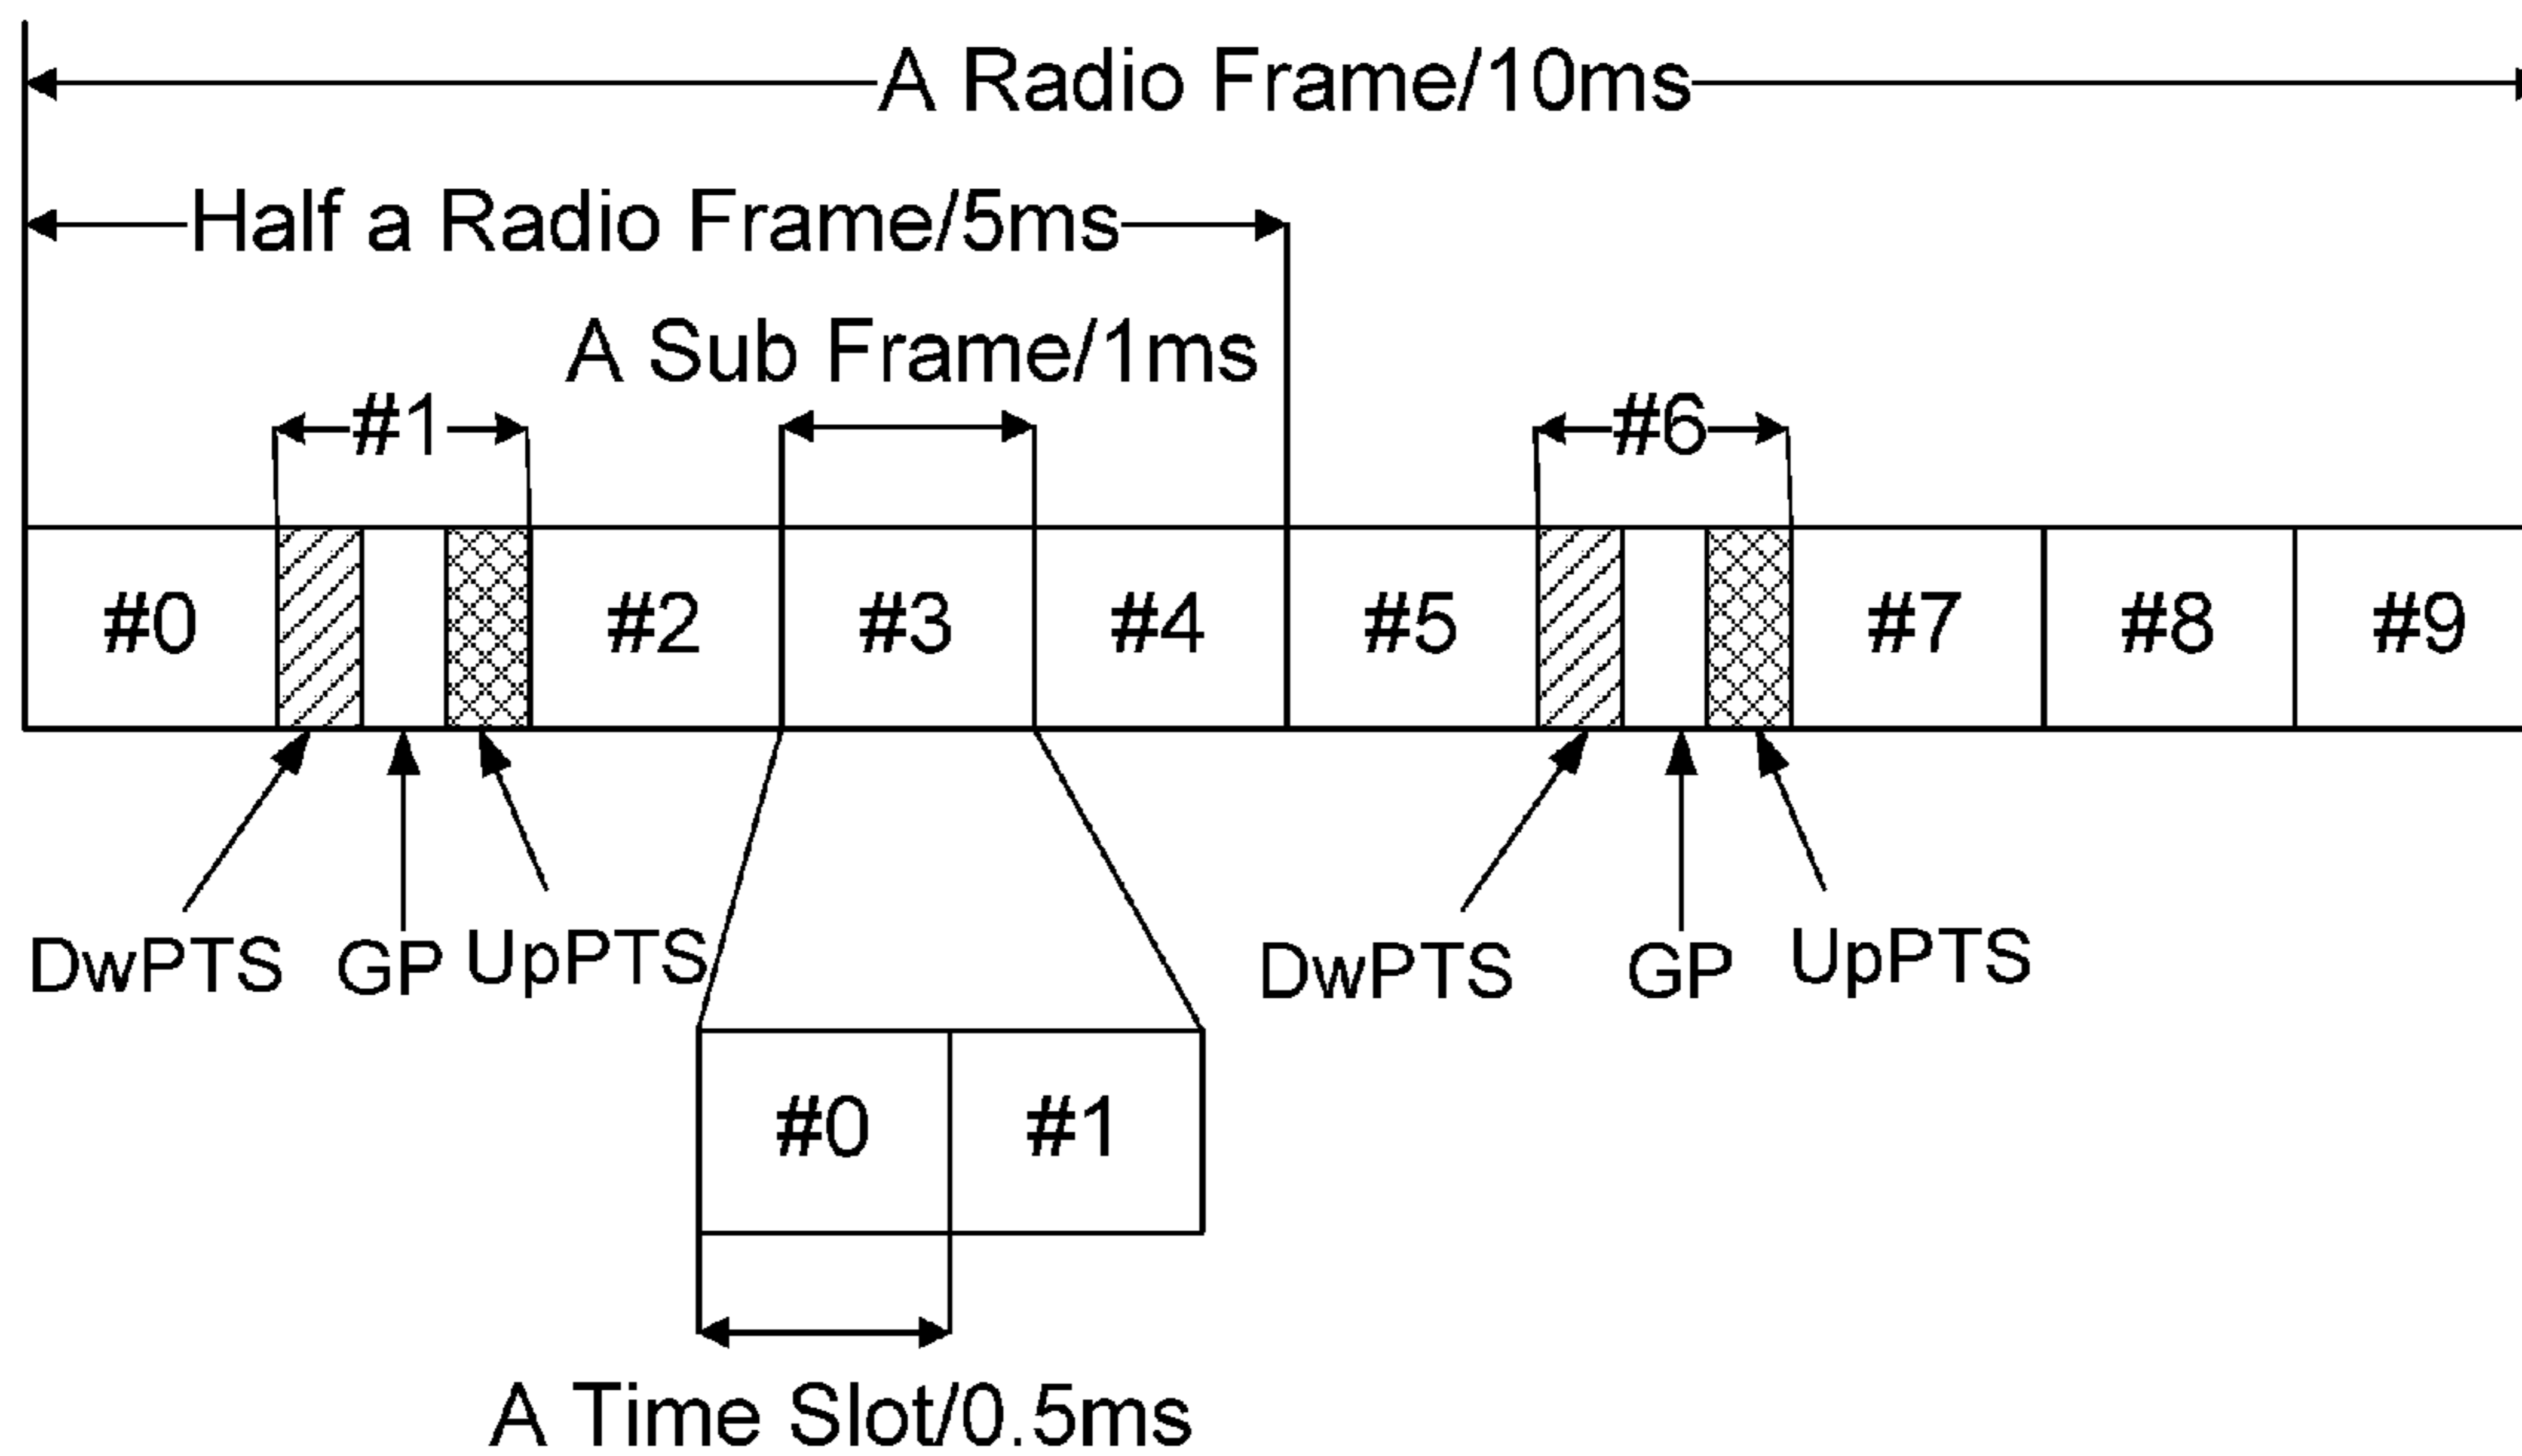 A Radio Frame/10ms
Half a Radio Frame/5ms
A Sub Frame/1ms
#1
#6
#0
#2
#3
#4
#5
#7
#8
#9
DwPTS
GP
UpPTS
DwPTS
GP
UpPTS
#0
#1
A Time Slot/0.5ms